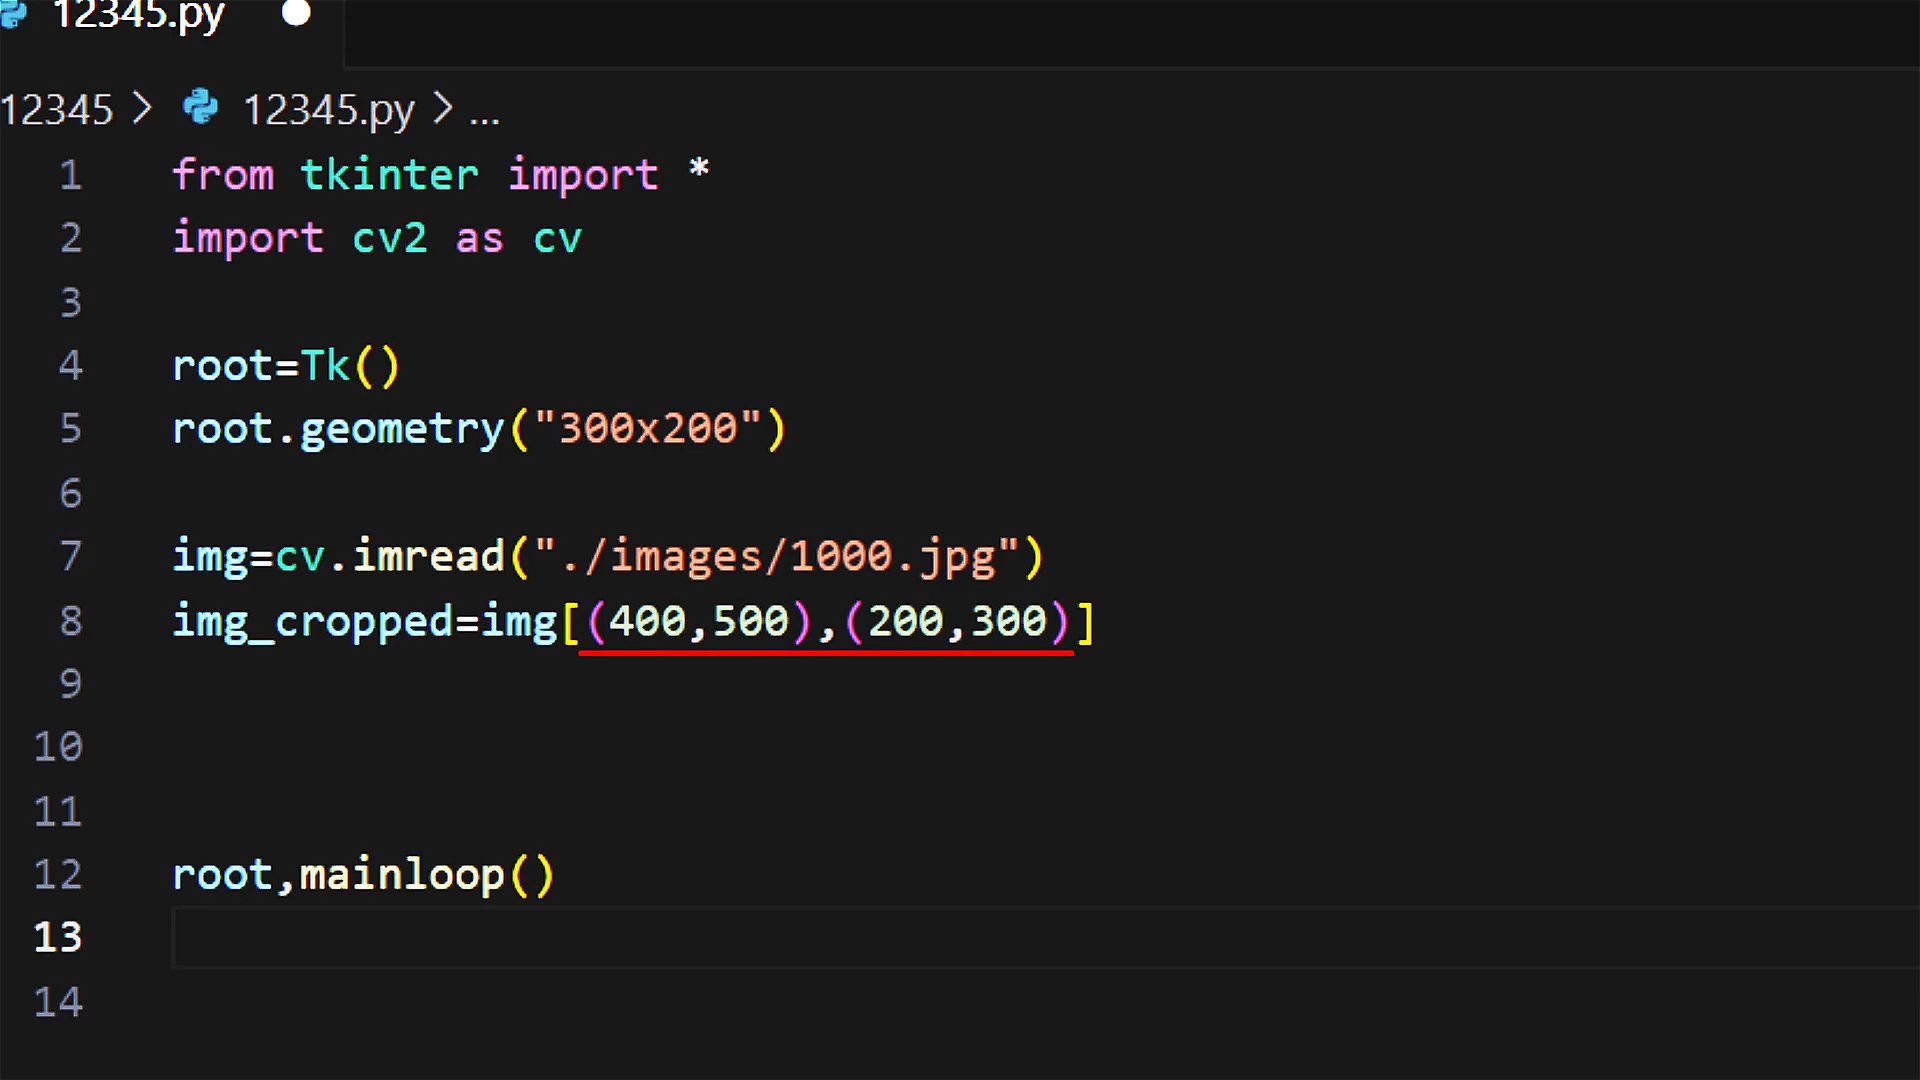 12345.py
12345 > 12345.py > ...
1 from tkinter import *
2 import cv2 as cv
3
4 root=Tk()
5 root.geometry("300x200")
6
7 img=cv.imread("./images/1000.jpg")
8 img_cropped=img[(400,500),(200,300)]
9
10
11
12 root,mainloop()
13
14